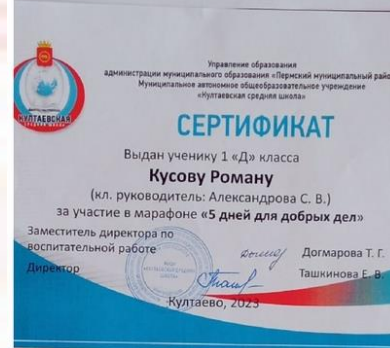 КУЛТАЕВСКАЯ
Управление образования
администрации муниципального образования «Пермский муниципальный райо
Муниципальное автономное общеобразовательное учреждение
«Култаевская средняя школа»
СЕРТИФИКАТ
Выдан ученику 1 «Д» класса
Кусову Роману
(кл. руководитель: Александрова С. В.)
за участие в марафоне «5 дней для добрых дел»
Заместитель директора по
воспитательной работе
Догмарова Т. Г.
Директор
Ташкинова Е. В.
Култаево, 2023